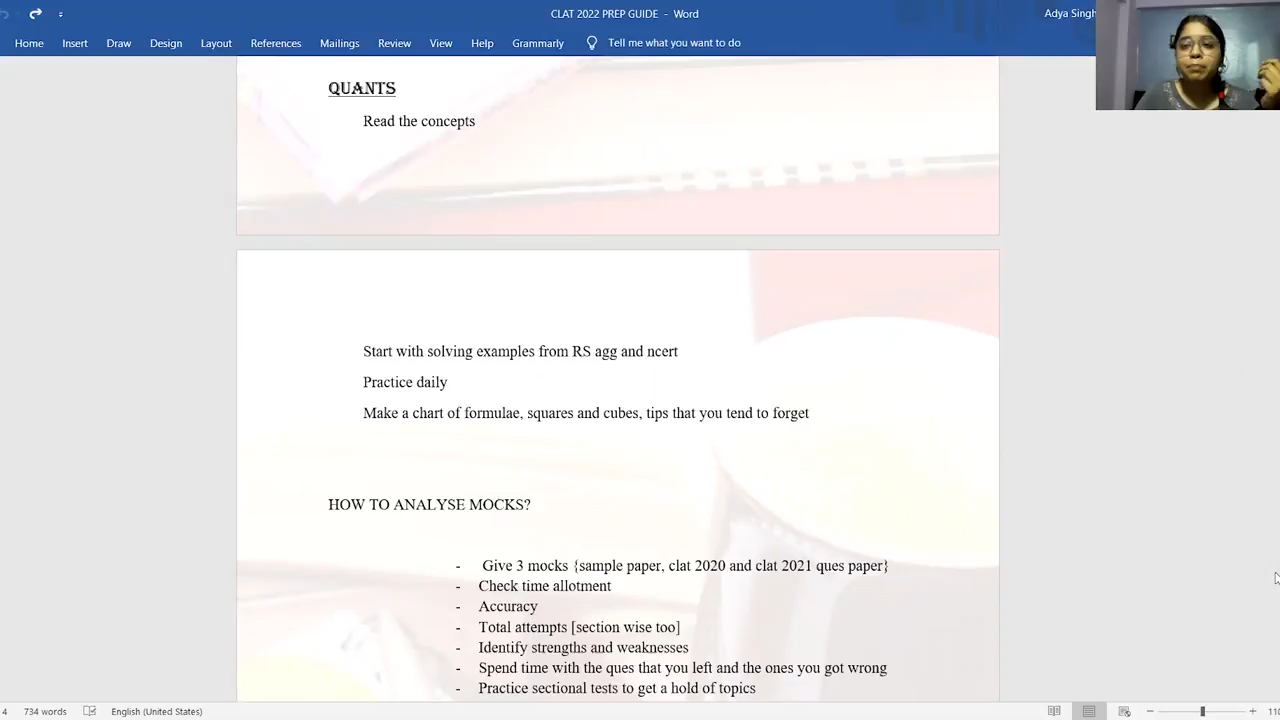 CLAT 2022 PREP GUIDE - Word
Adya Singh
Home Insert Draw Design Layout References Mailings Review View Help Grammarly Tell me what you want to do
QUANTS
Read the concepts
Start with solving examples from RS agg and ncert
Practice daily
Make a chart of formulae, squares and cubes, tips that you tend to forget
HOW TO ANALYSE MOCKS?
- Give 3 mocks {sample paper, clat 2020 and clat 2021 ques paper}
- Check time allotment
- Accuracy
- Total attempts [section wise too]
- Identify strengths and weaknesses
- Spend time with the ques that you left and the ones you got wrong
- Practice sectional tests to get a hold of topics
4 734 words English (United States) 110